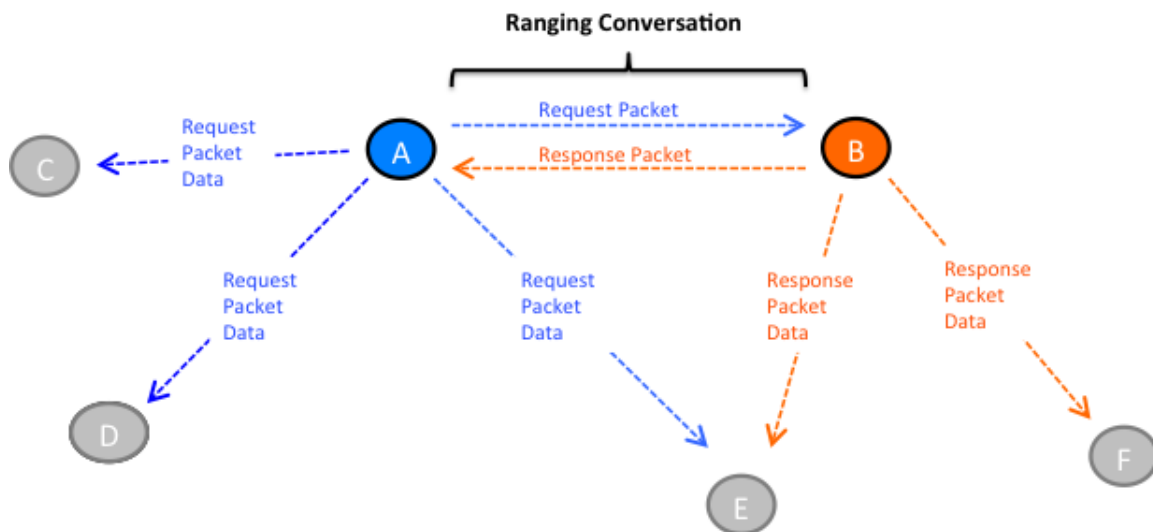 Ranging Conversation
Request Packet
Response Packet
A
B
C
Request
Packet
Data
Request
Packet
Data
Request
Packet
Data
Response
Packet
Data
Response
Packet
Data
D
E
F